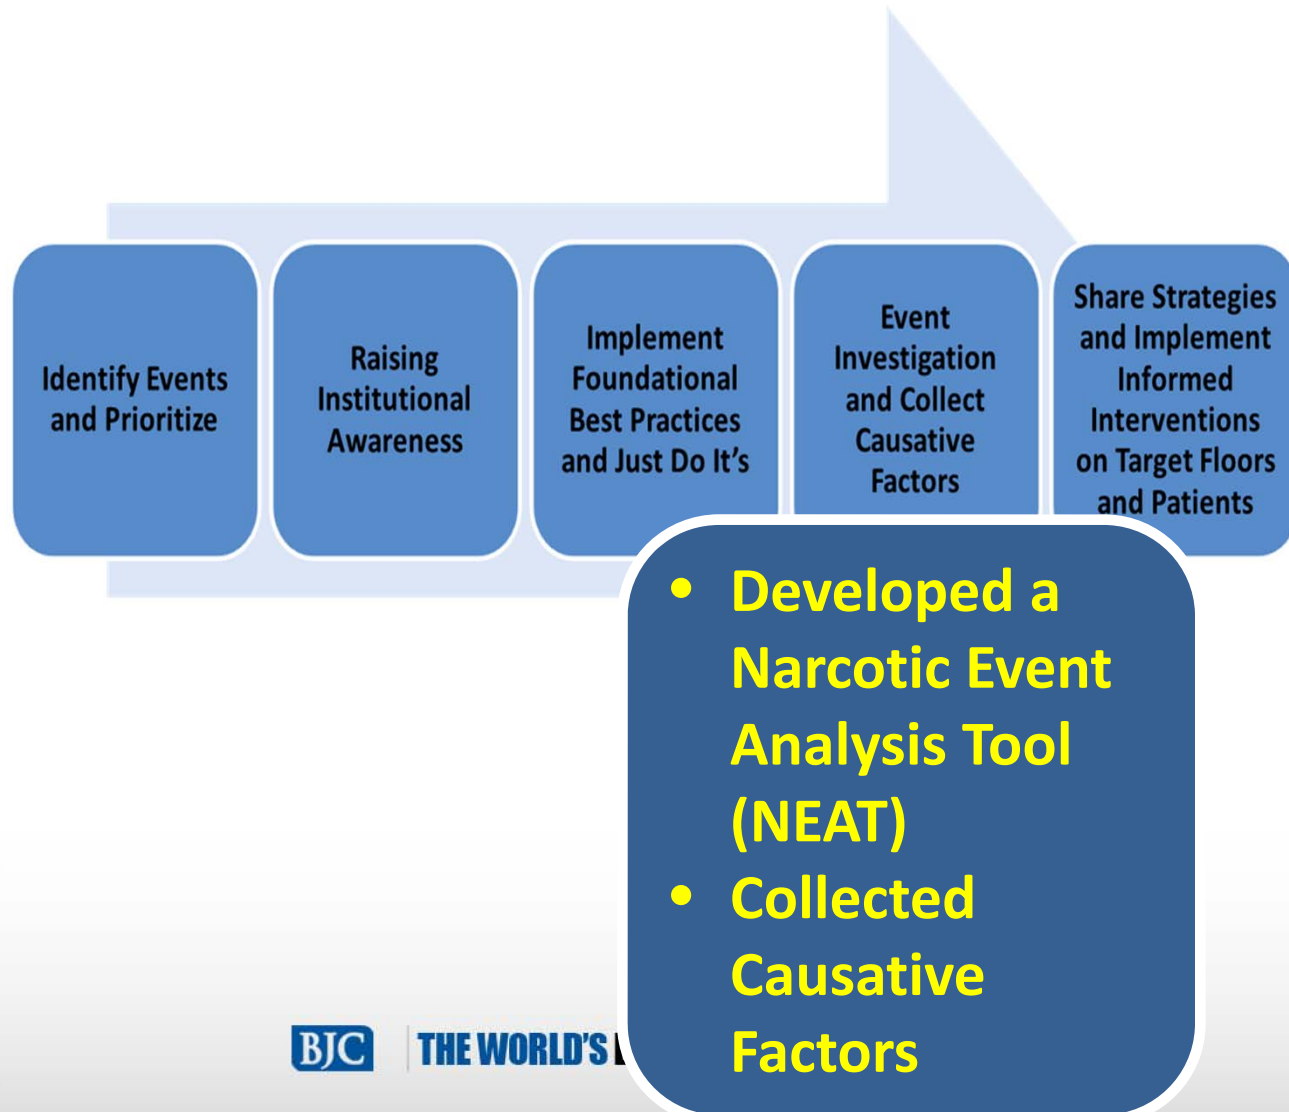 Identify Events
and Prioritize
Raising
Institutional
Awareness
Implement
Foundational
Best Practices
and Just Do It’s
Event
Investigation
and Collect
Causative
Factors
Share Strategies
and Implement
Informed
Interventions
on Target Floors
and Patients
• Developed a
Narcotic Event
Analysis Tool
(NEAT)
• Collected
Causative
Factors
BJC THE WORLD'S